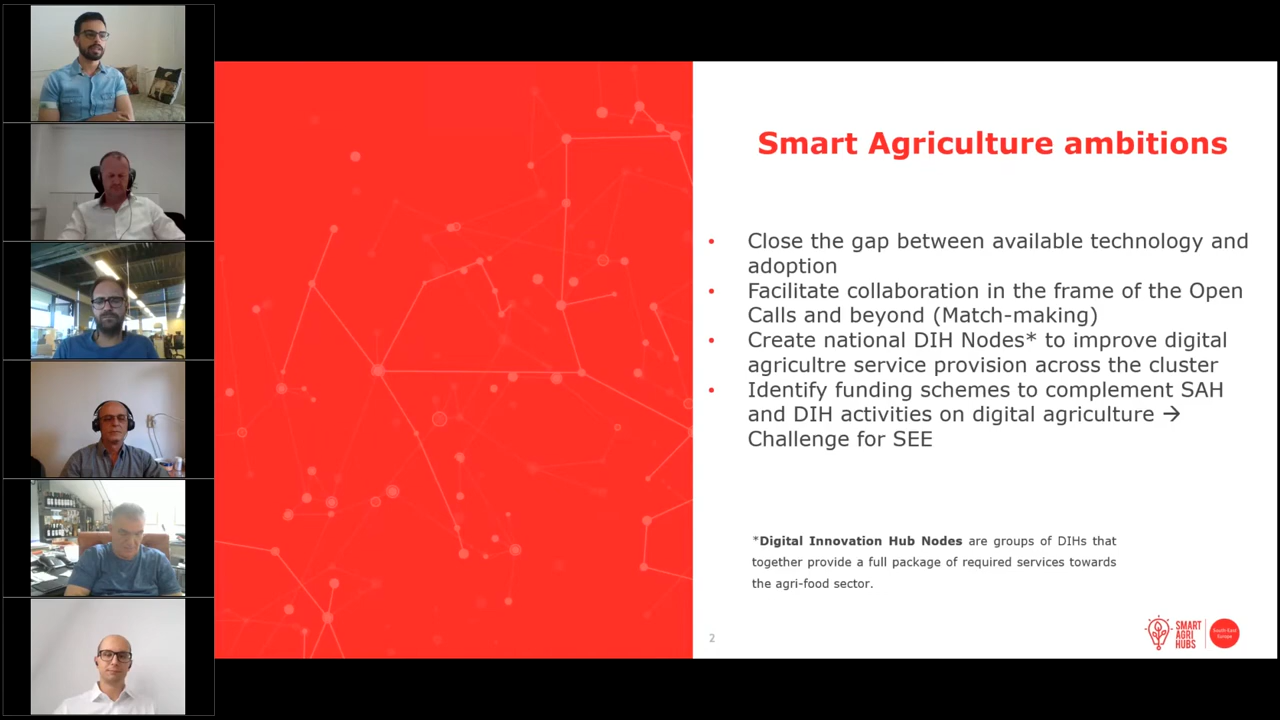 Smart Agriculture ambitions
• Close the gap between available technology and
adoption
• Facilitate collaboration in the frame of the Open
Calls and beyond (Match-making)
• Create national DIH Nodes* to improve digital
agricultre service provision across the cluster
• Identify funding schemes to complement SAH
and DIH activities on digital agriculture →
Challenge for SEE
*Digital Innovation Hub Nodes are groups of DIHs that
together provide a full package of required services towards
the agri-food sector.
2
SMART
AGRI
HUBS
South East
Europe